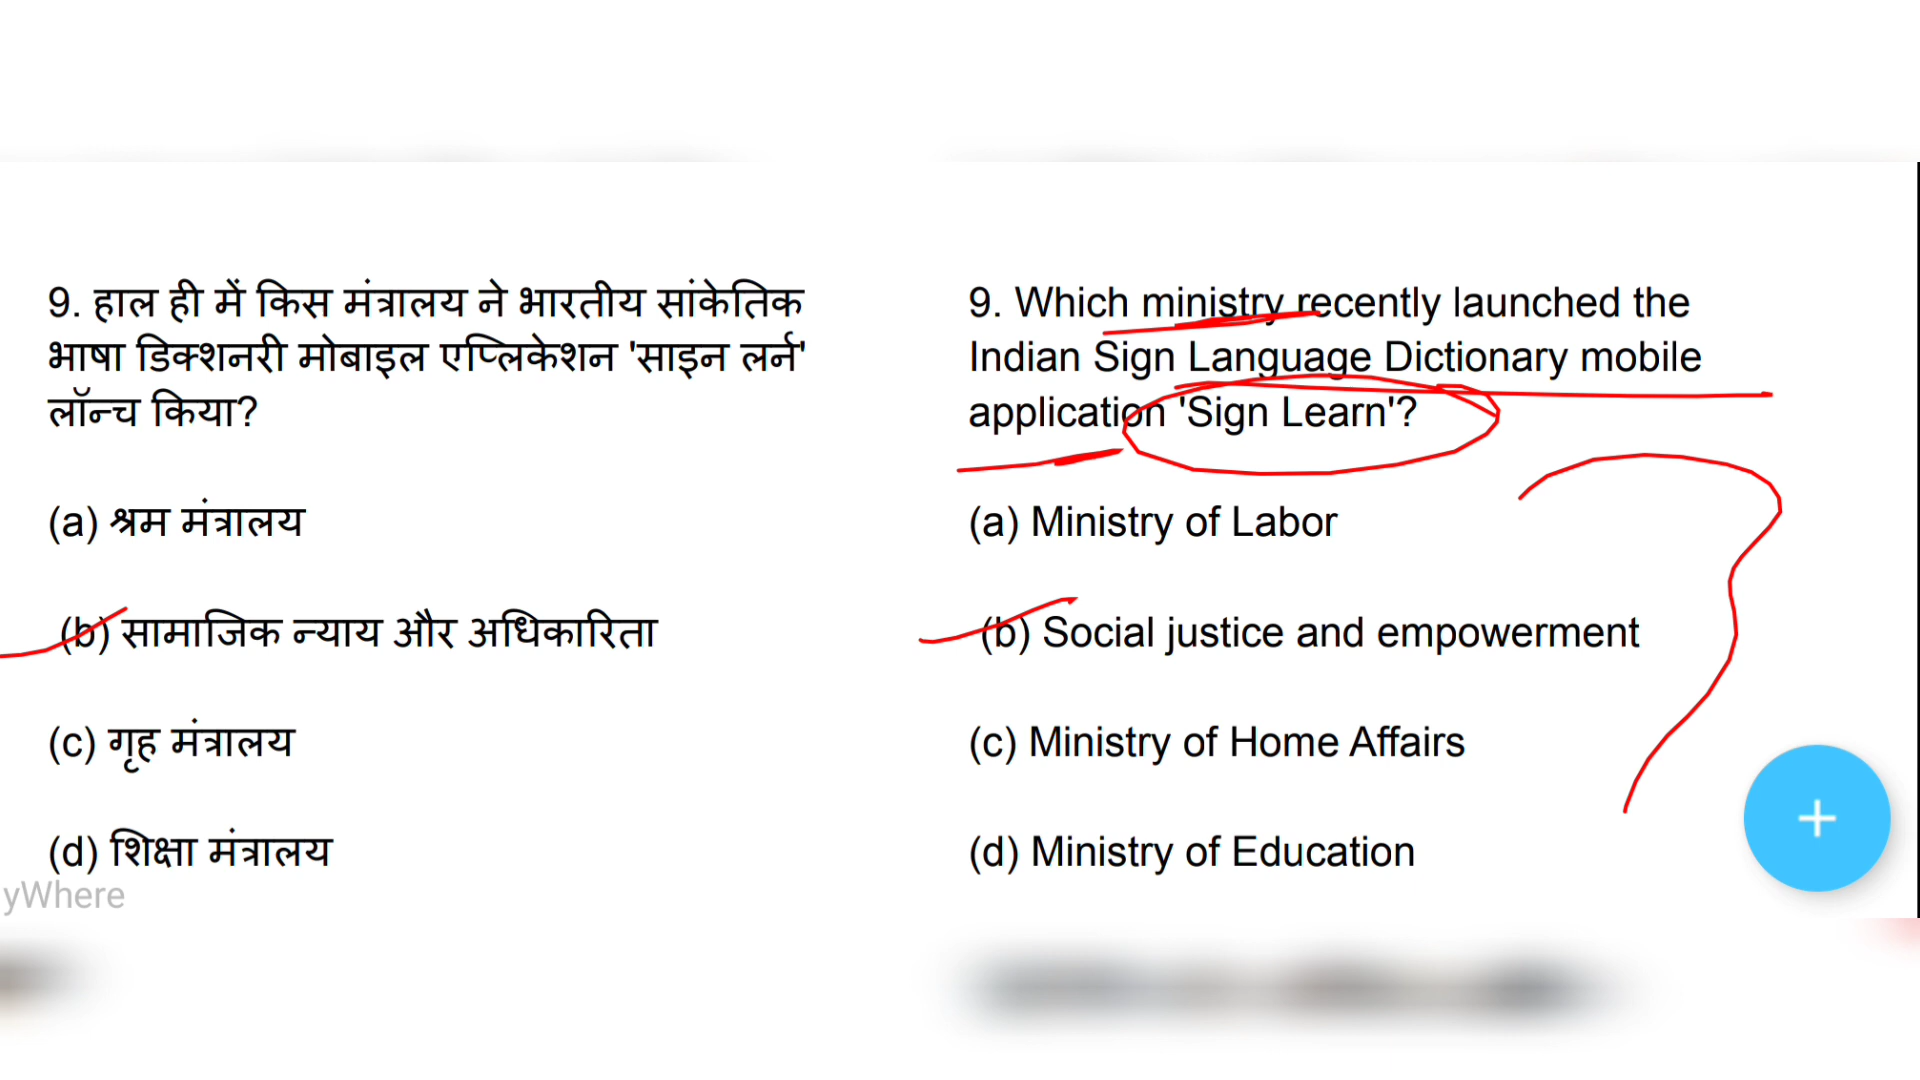 9. हाल ही में किस मंत्रालय ने भारतीय सांकेतिक
भाषा डिक्शनरी मोबाइल एप्लिकेशन 'साइन लर्न'
लॉन्च किया?
(a) श्रम मंत्रालय
(b) सामाजिक न्याय और अधिकारिता
(c) गृह मंत्रालय
(d) शिक्षा मंत्रालय
yWhere
9. Which ministry recently launched the
Indian Sign Language Dictionary mobile
application 'Sign Learn'?
(a) Ministry of Labor
(b) Social justice and empowerment
(c) Ministry of Home Affairs
(d) Ministry of Education
+